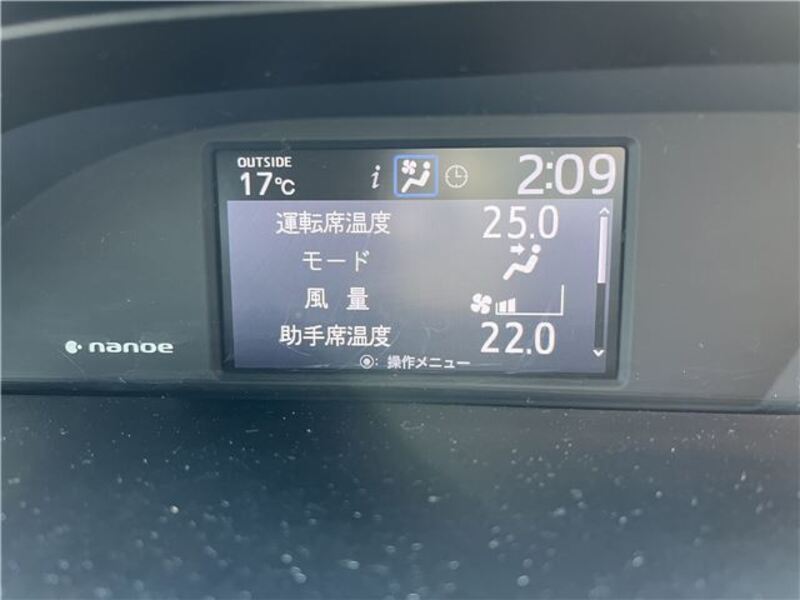 OUTSIDE
17℃ i 2:09
運転席温度 25.0
モード
風量
助手席温度 22.0
◉: 操作メニュー
nanoe